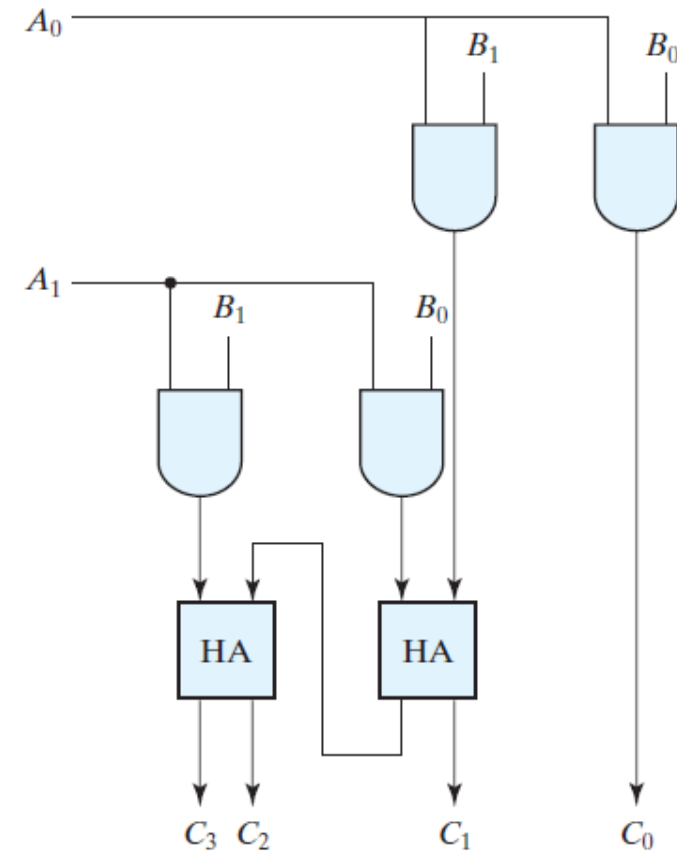 A₀
B₁ B₀
A₁
B₁ B₀
HA HA
C₃ C₂ C₁ C₀